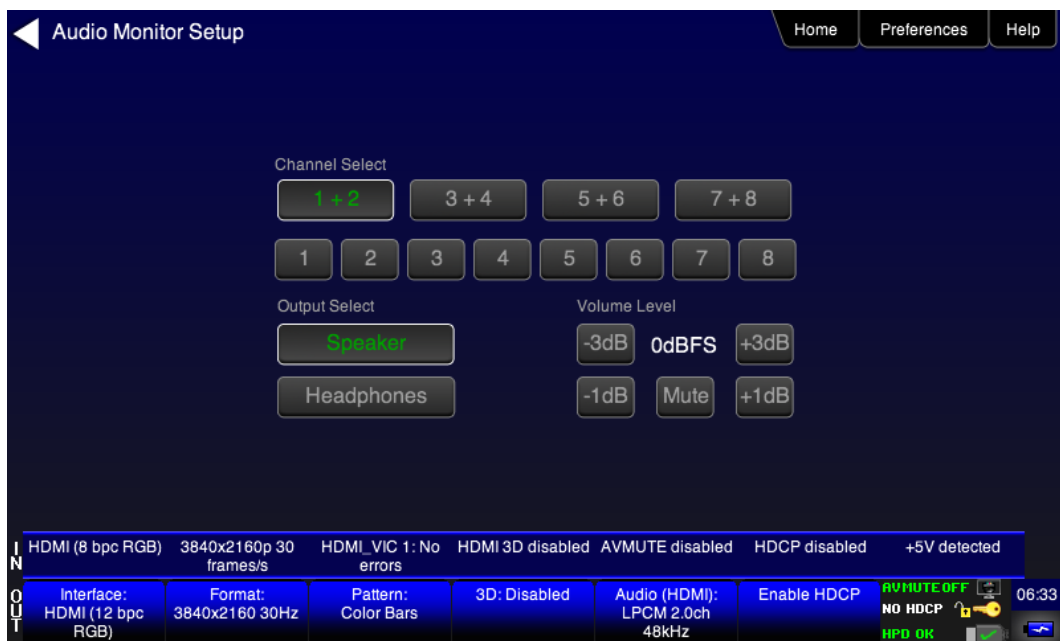 Audio Monitor Setup
Home
Preferences
Help
Channel Select
1 + 2
3 + 4
5 + 6
7 + 8
1
2
3
4
5
6
7
8
Output Select
Volume Level
Speaker
-3dB
0dBFS
+3dB
Headphones
-1dB
Mute
+1dB
IN
HDMI (8 bpc RGB)
3840x2160p 30
frames/s
HDMI_VIC 1: No
errors
HDMI 3D disabled
AVMUTE disabled
HDCP disabled
+5V detected
OUT
Interface:
HDMI (12 bpc
RGB)
Format:
3840x2160 30Hz
Pattern:
Color Bars
3D: Disabled
Audio (HDMI):
LPCM 2.0ch
48kHz
Enable HDCP
AVMUTE OFF
NO HDCP
HPD OK
06:33